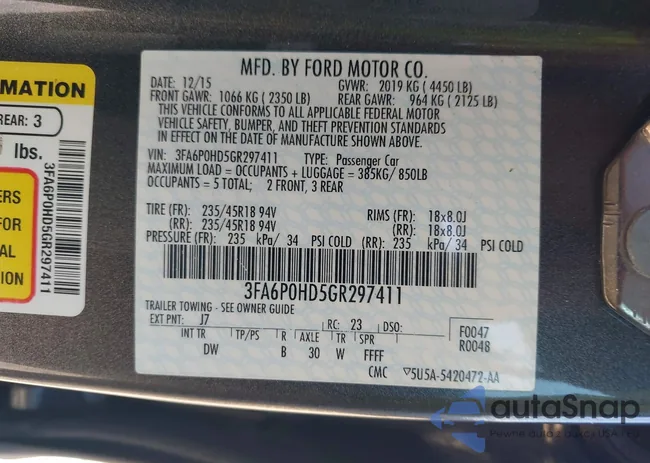 MATION
REAR: 3
lbs.
ERS
FOR
AL
TION
3FA6P0HD5GR297411
MFD. BY FORD MOTOR CO.
DATE: 12/15 GVWR: 2019 KG ( 4450 LB)
FRONT GAWR: 1066 KG ( 2350 LB) REAR GAWR: 964 KG ( 2125 LB)
THIS VEHICLE CONFORMS TO ALL APPLICABLE FEDERAL MOTOR
VEHICLE SAFETY, BUMPER, AND THEFT PREVENTION STANDARDS
IN EFFECT ON THE DATE OF MANUFACTURE SHOWN ABOVE.
VIN: 3FA6P0HD5GR297411 TYPE: Passenger Car
MAXIMUM LOAD = OCCUPANTS + LUGGAGE = 385KG/ 850LB
OCCUPANTS = 5 TOTAL; 2 FRONT, 3 REAR
TIRE (FR): 235/45R18 94V RIMS (FR): 18x8.0J
(RR): 235/45R18 94V (RR): 18x8.0J
PRESSURE (FR): 235 kPa/ 34 PSI COLD (RR): 235 kPa/ 34 PSI COLD
3FA6P0HD5GR297411
TRAILER TOWING - SEE OWNER GUIDE
EXT PNT: J7 RC: 23 DSO: F0047
INT TR TP/PS R AXLE TR SPR R0048
DW B 30 W FFFF
CMC ▽5U5A-5420472-AA
autaSnap